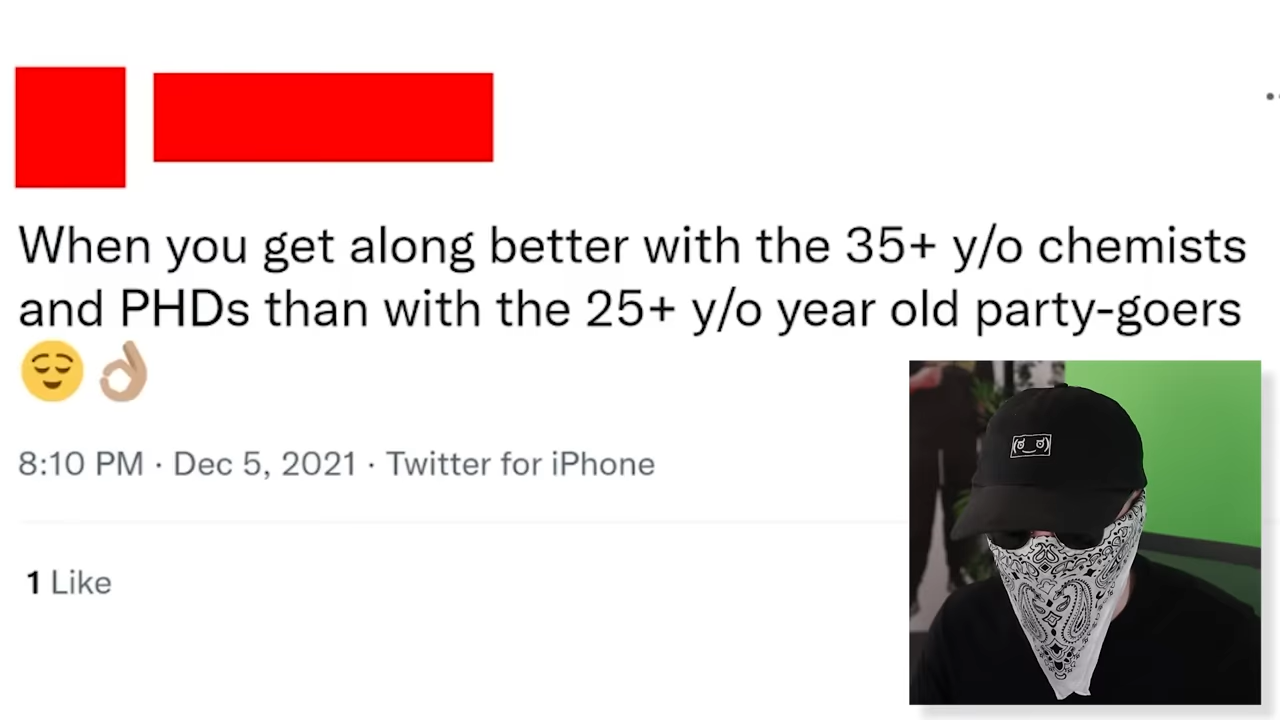 When you get along better with the 35+ y/o chemists
and PHDs than with the 25+ y/o year old party-goers
😌👌🏽
8:10 PM · Dec 5, 2021 · Twitter for iPhone
1 Like